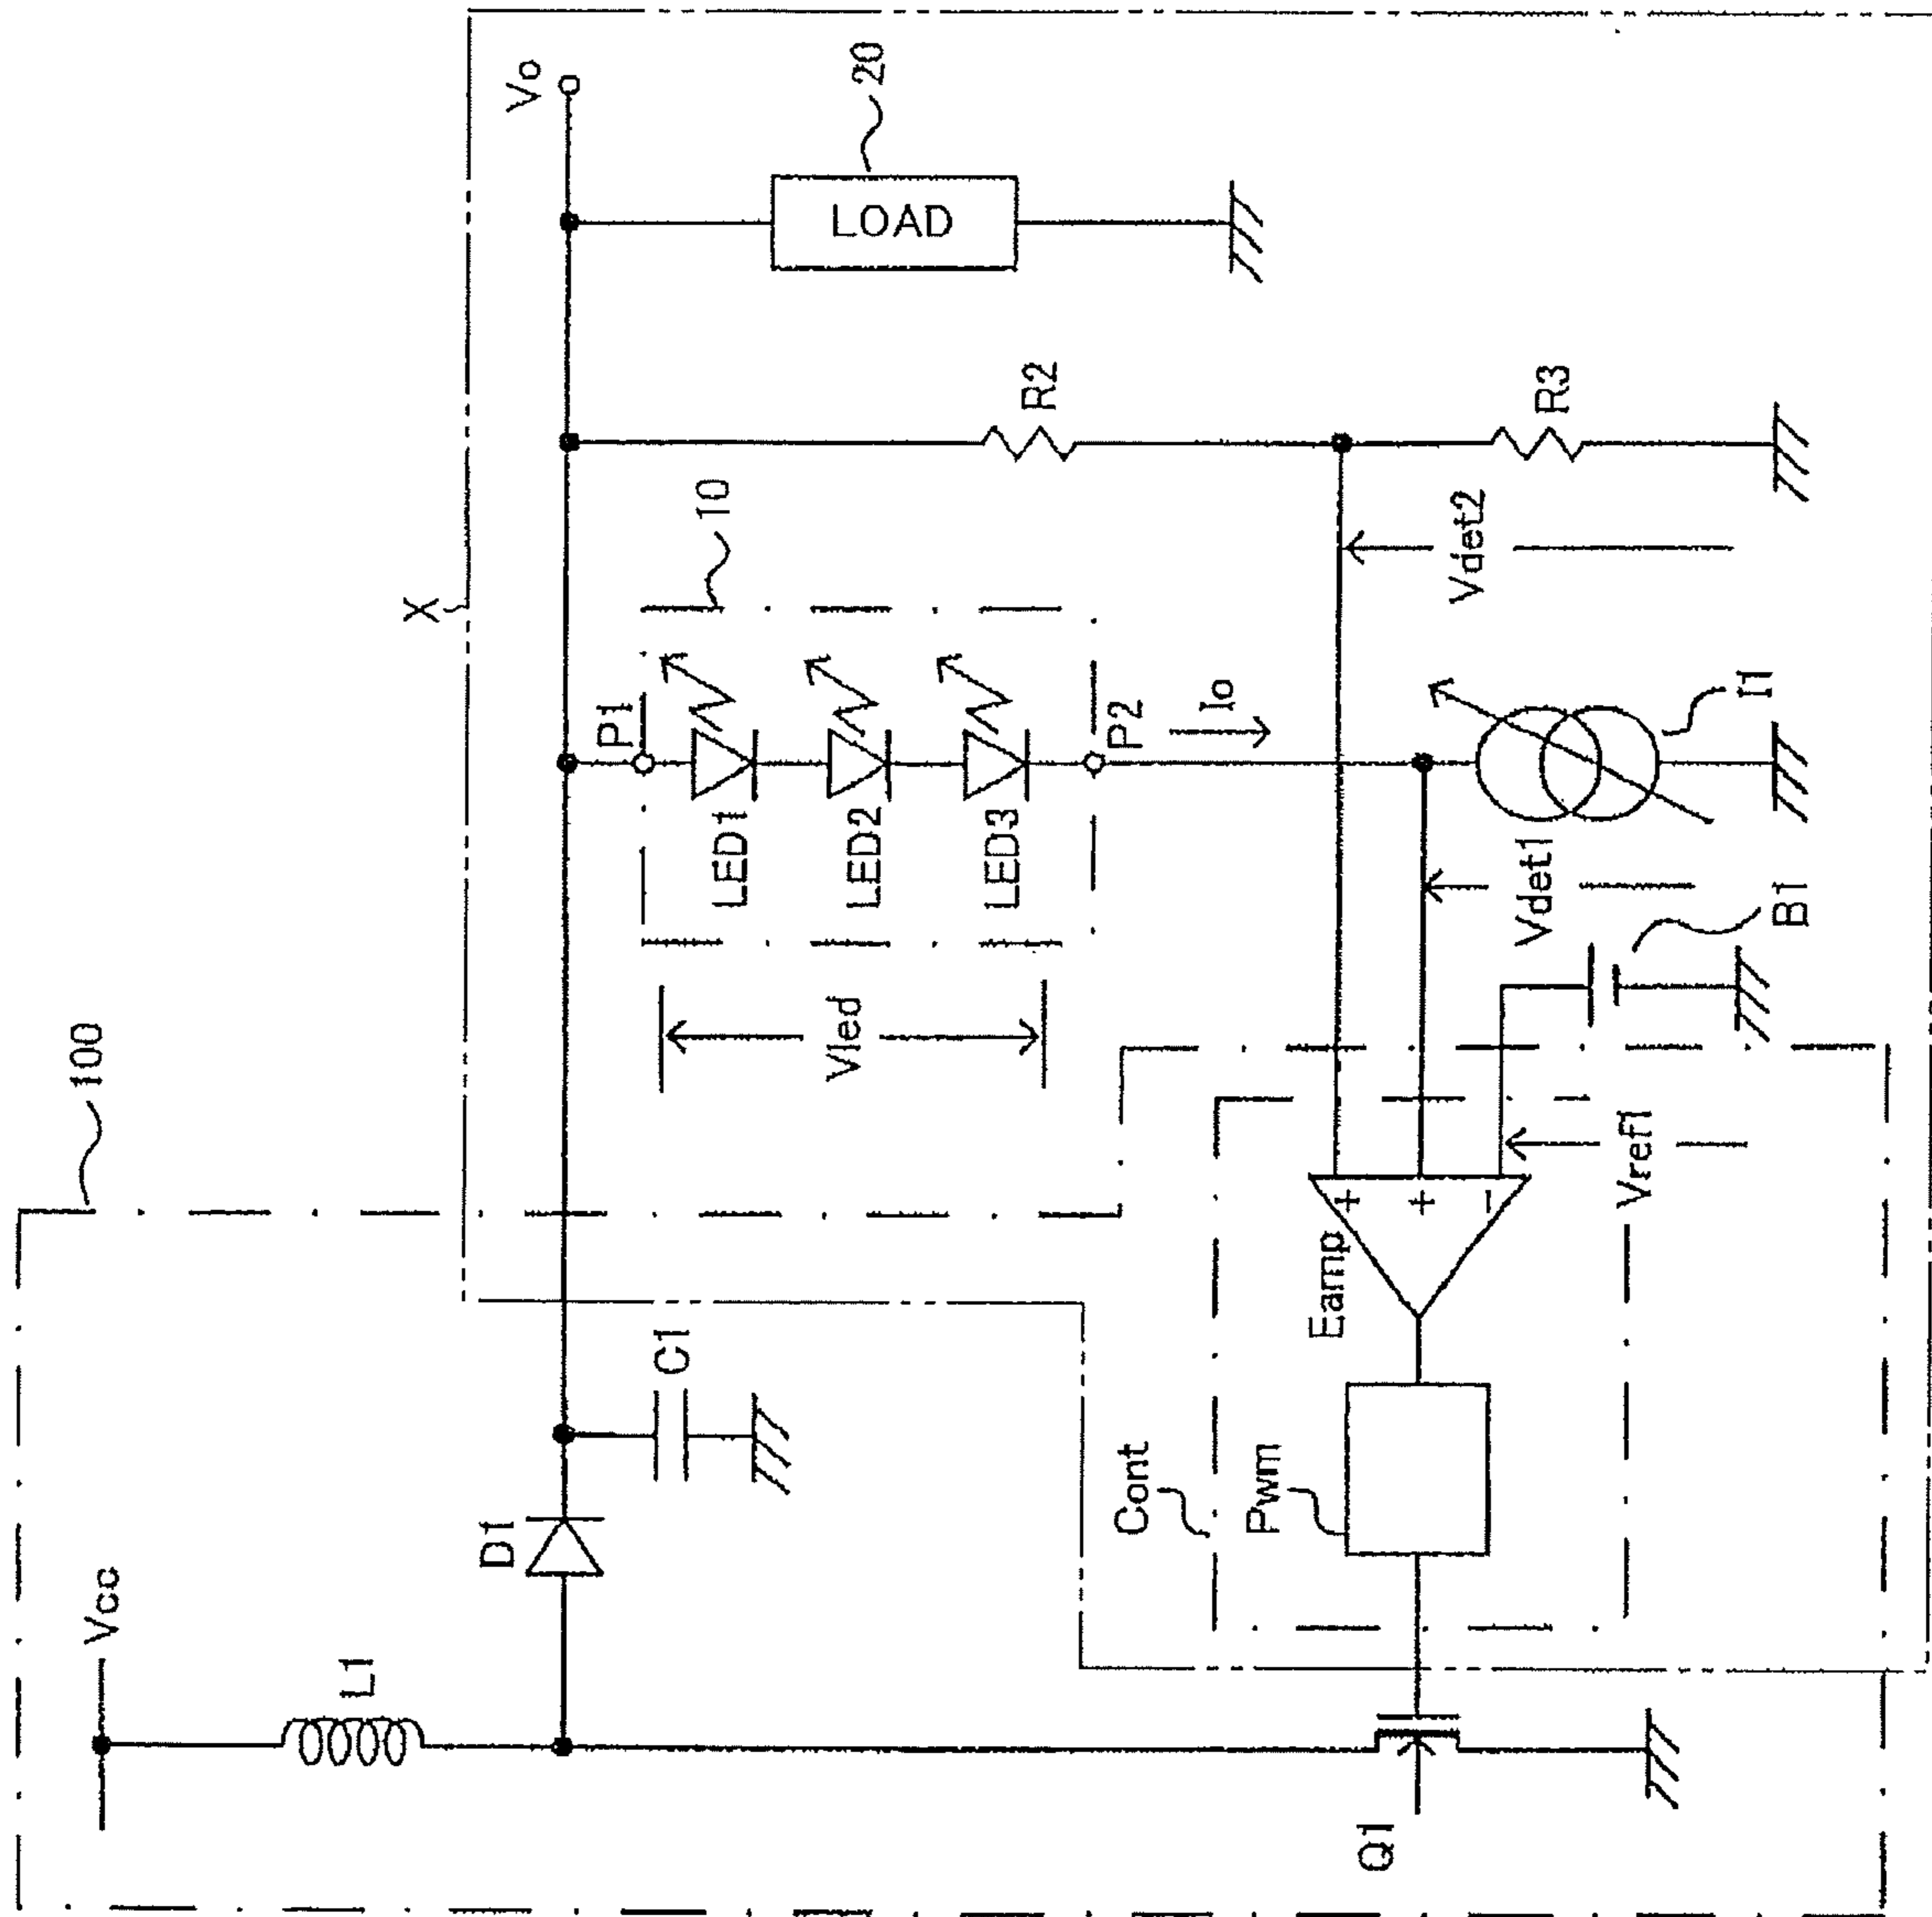 100
Vcc
L1
D1
C1
X
Vo
20
LOAD
R2
R3
10
P1
LED1
LED2
LED3
P2
Io
Vled
Vdet2
Vdet1
I1
B1
Vref1
Eamp
Cont
Pwm
Q1